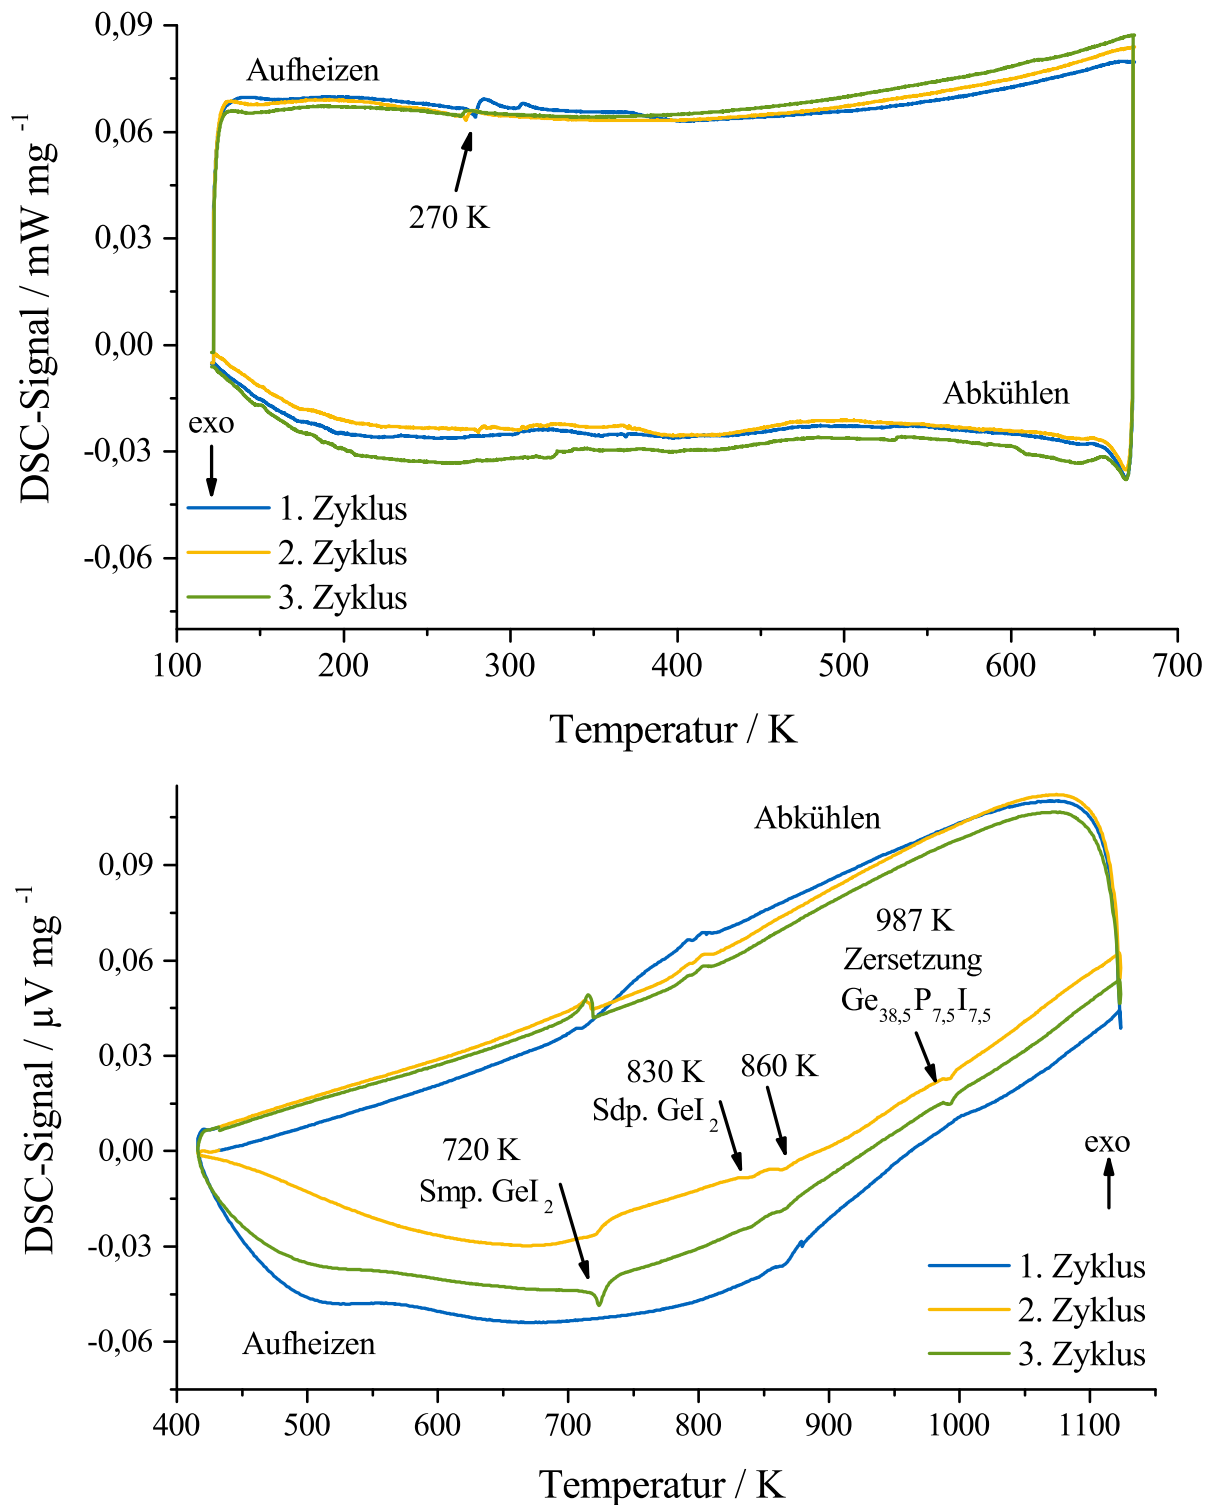 0,09
Aufheizen
0,06
270 K
0,03
DSC-Signal / mW mg⁻¹
0,00
Abkühlen
exo
-0,03
1. Zyklus
2. Zyklus
-0,06
3. Zyklus
100 200 300 400 500 600 700
Temperatur / K
Abkühlen
0,09
987 K
Zersetzung
0,06
Ge₃₈,₅P₇,₅I₇,₅
DSC-Signal / µV mg⁻¹
0,03
830 K
860 K
Sdp. GeI₂
0,00
720 K
exo
Smp. GeI₂
-0,03
1. Zyklus
2. Zyklus
-0,06
Aufheizen
3. Zyklus
400 500 600 700 800 900 1000 1100
Temperatur / K